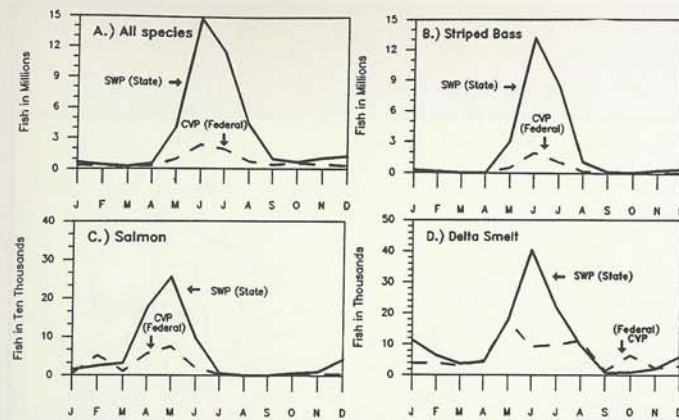 A.) All species
Fish in Millions
15
12
9
6
3
0
SWP (State)
CVP (Federal)
J F M A M J J A S O N D
B.) Striped Bass
Fish in Millions
15
12
9
6
3
0
SWP (State)
CVP (Federal)
J F M A M J J A S O N D
C.) Salmon
Fish in Ten Thousands
40
30
20
10
0
SWP (State)
CVP
(Federal)
J F M A M J J A S O N D
D.) Delta Smelt
Fish in Thousands
50
40
30
20
10
0
SWP (State)
(Federal)
CVP
J F M A M J J A S O N D